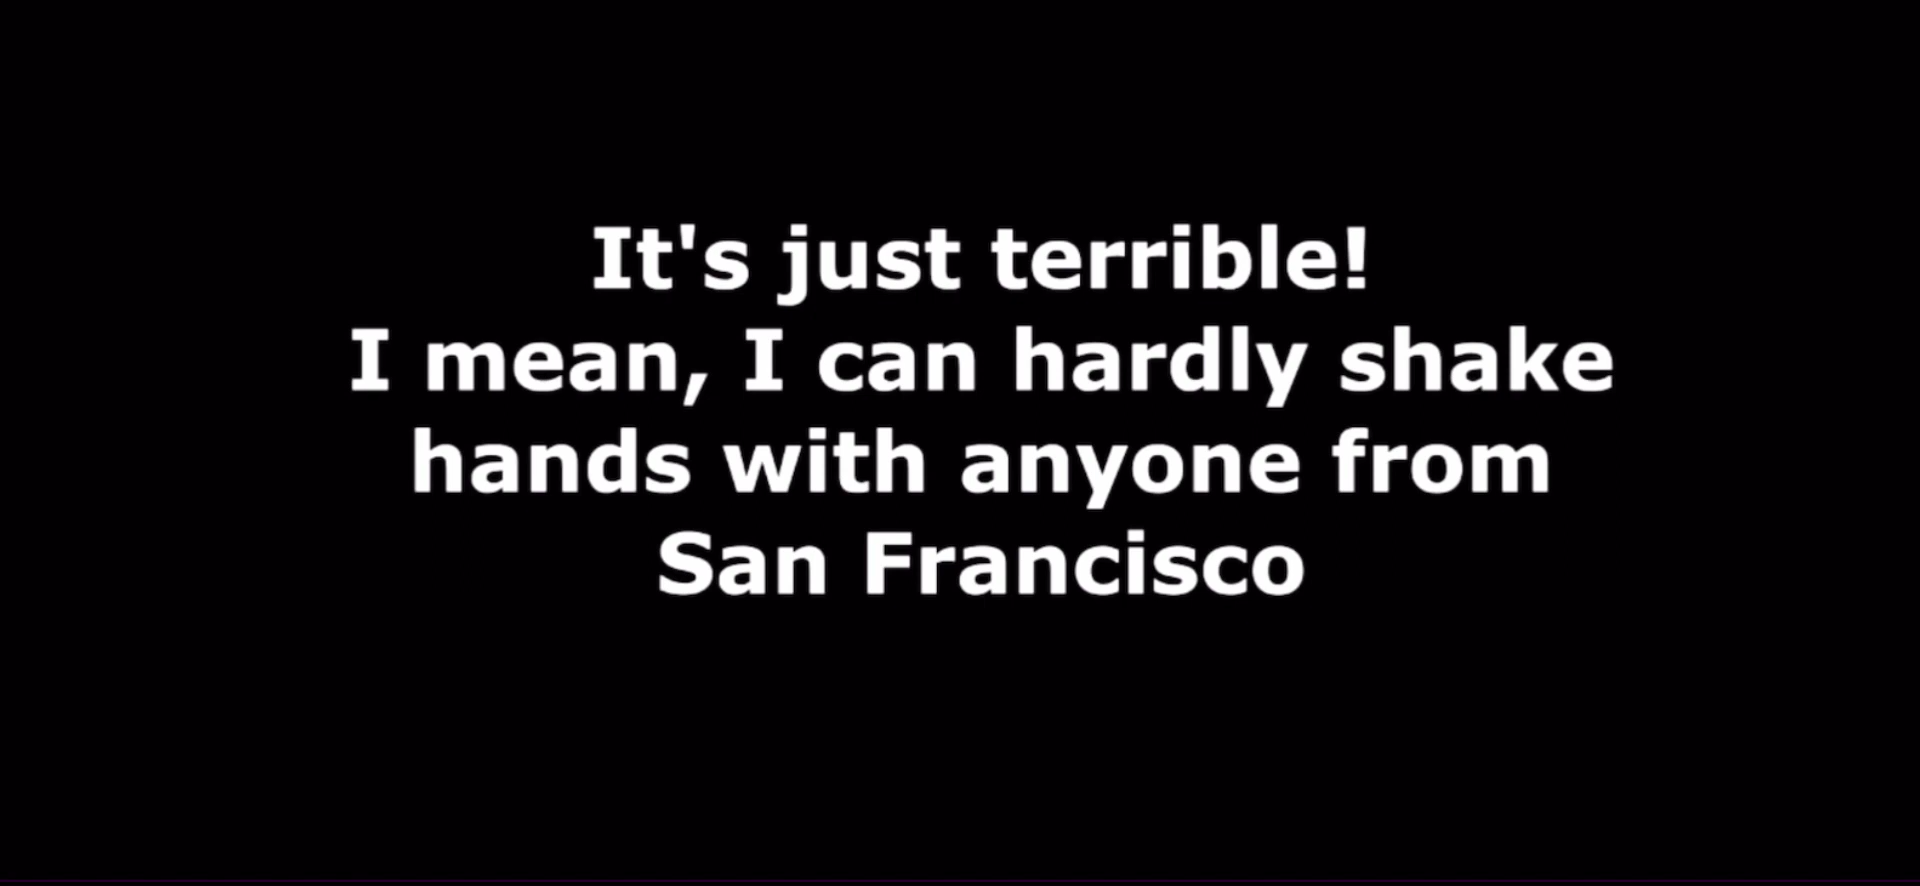 It's just terrible!
I mean, I can hardly shake
hands with anyone from
San Francisco